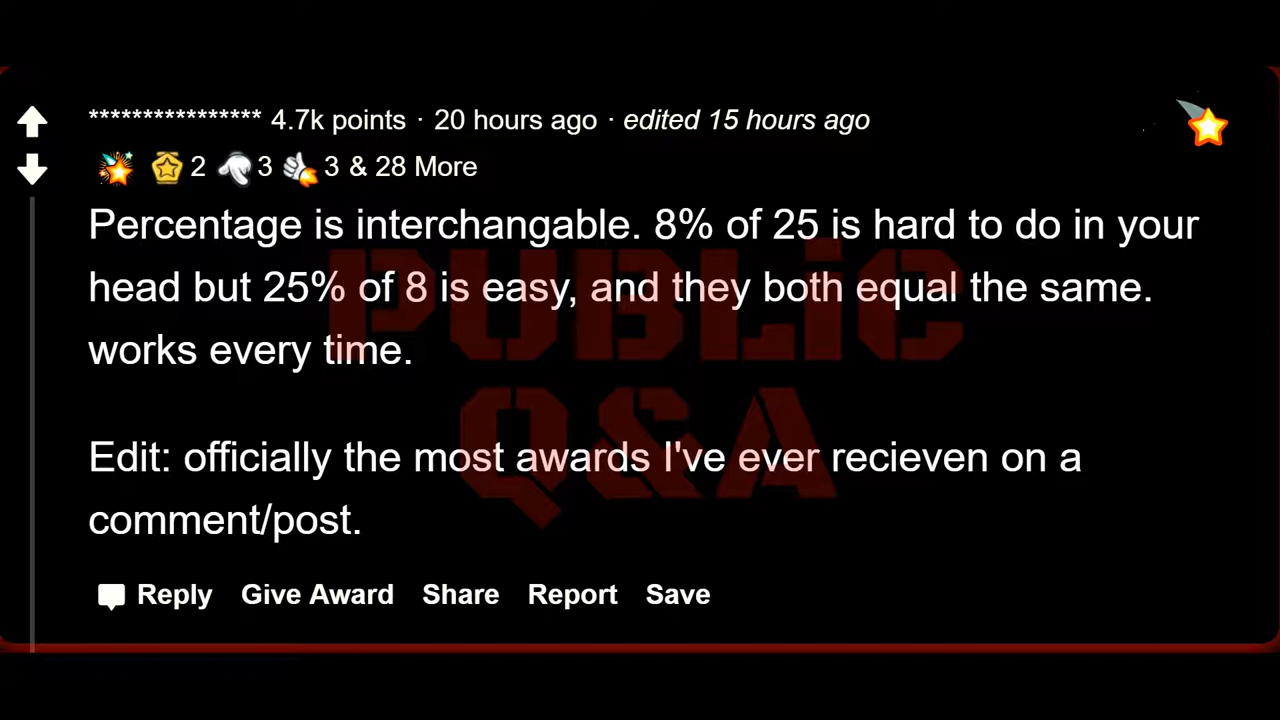 **************** 4.7k points · 20 hours ago · edited 15 hours ago
2 3 3 & 28 More
Percentage is interchangable. 8% of 25 is hard to do in your
head but 25% of 8 is easy, and they both equal the same.
works every time.
PUBLiC
Q&A
Edit: officially the most awards I've ever recieven on a
comment/post.
Reply Give Award Share Report Save